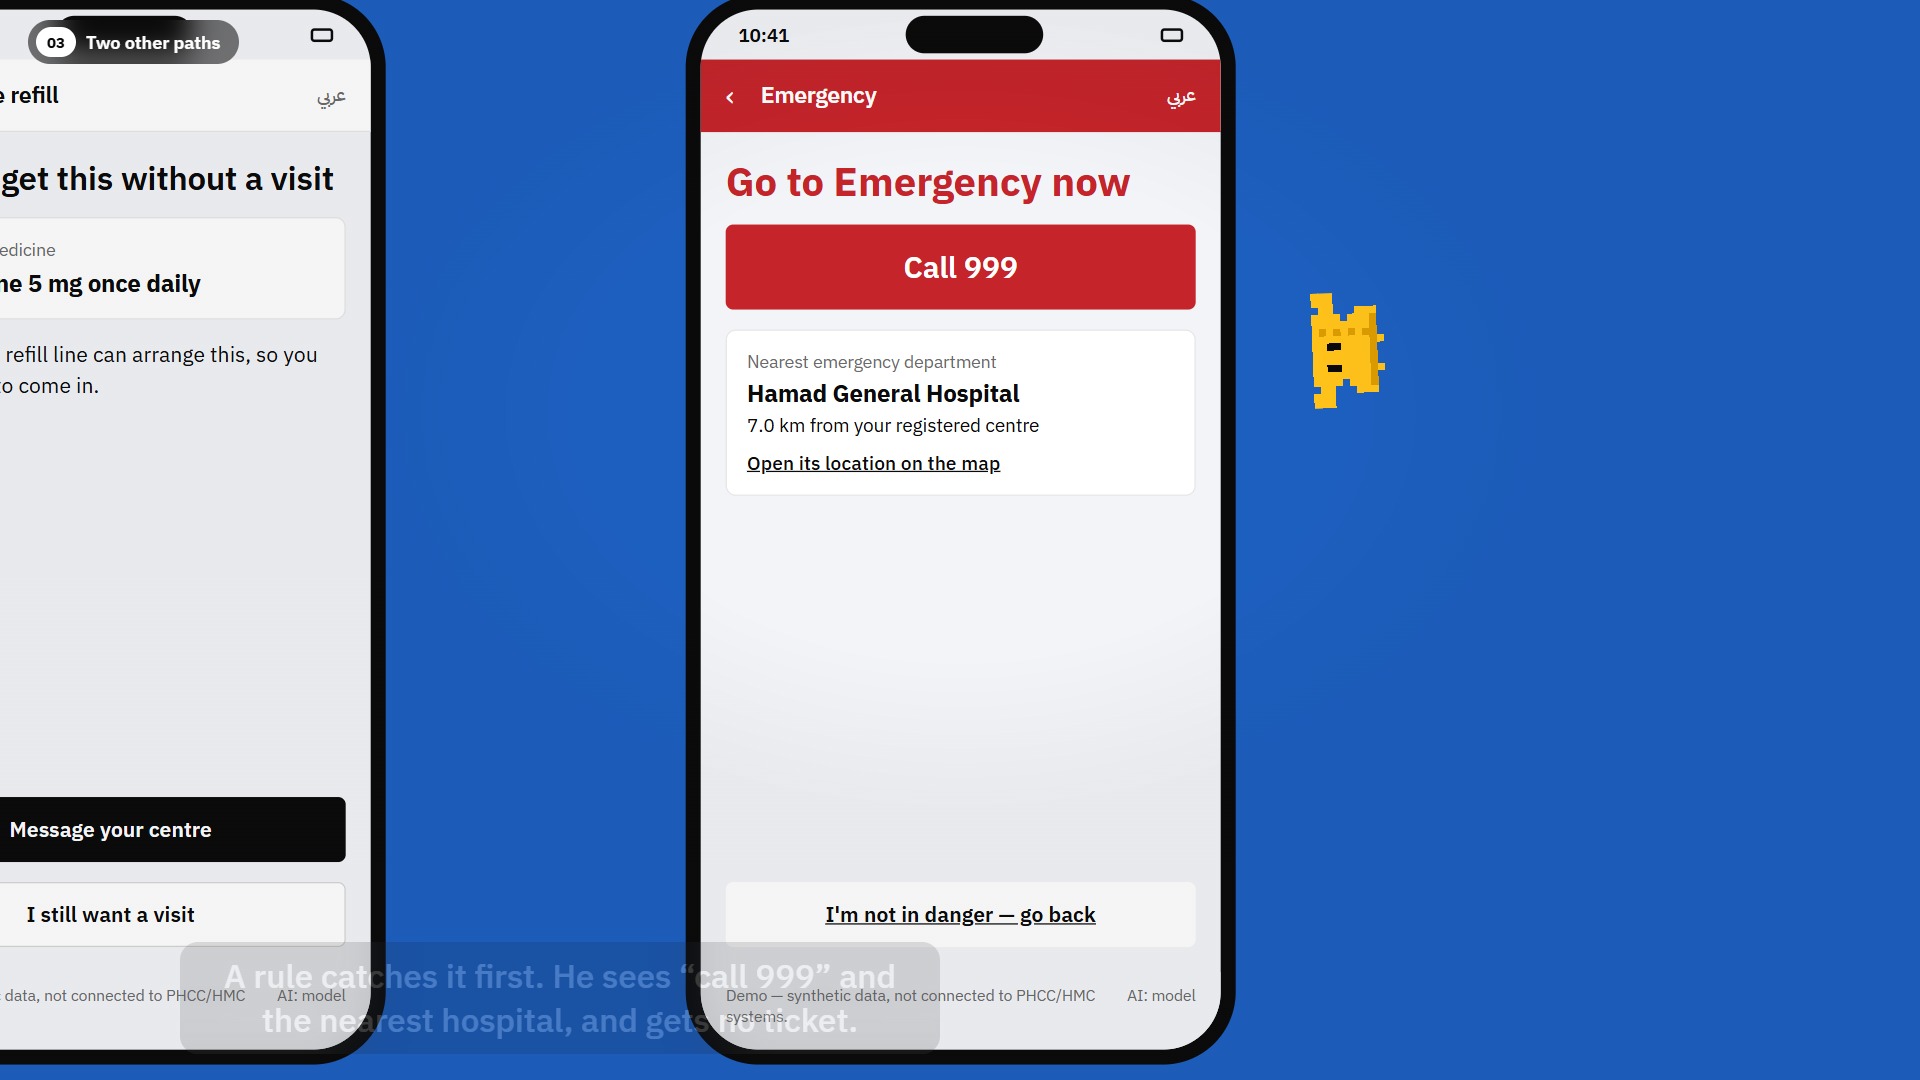 03 Two other paths
e refill
عربي
get this without a visit
edicine
ne 5 mg once daily
refill line can arrange this, so you
to come in.
Message your centre
I still want a visit
data, not connected to PHCC/HMC
AI: model
10:41
‹ Emergency
عربي
Go to Emergency now
Call 999
Nearest emergency department
Hamad General Hospital
7.0 km from your registered centre
Open its location on the map
I'm not in danger — go back
Demo — synthetic data, not connected to PHCC/HMC
systems.
AI: model
A rule catches it first. He sees “call 999” and
the nearest hospital, and gets no ticket.